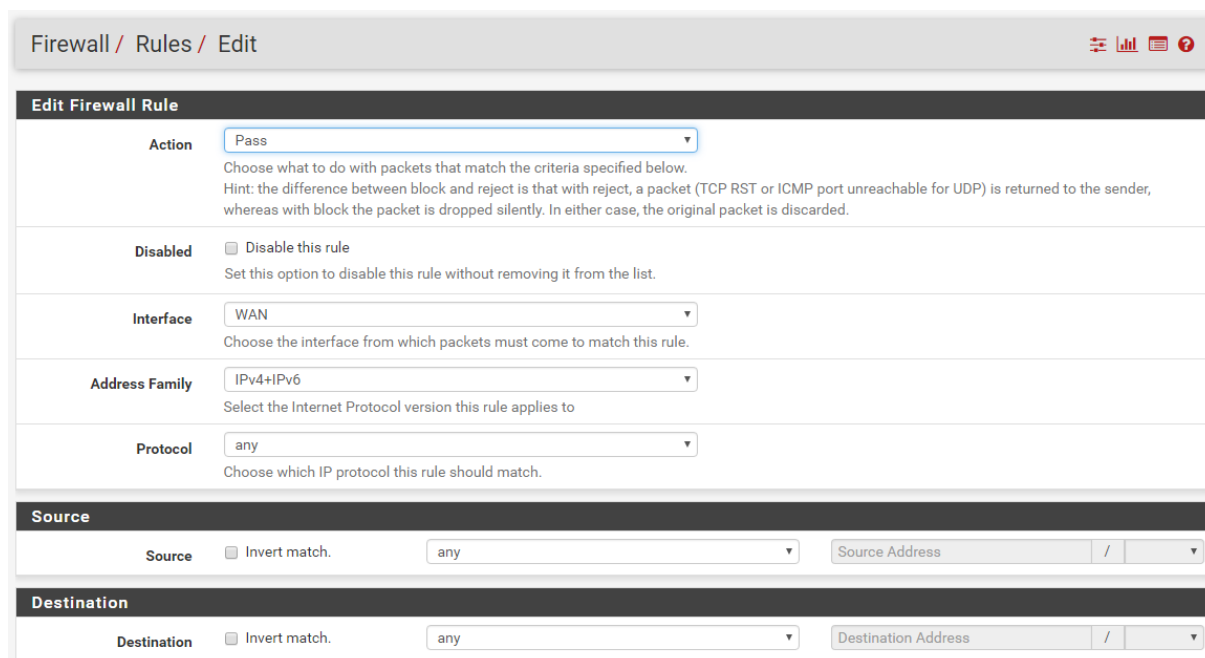 Firewall / Rules / Edit
Edit Firewall Rule
Action
Pass
Choose what to do with packets that match the criteria specified below.
Hint: the difference between block and reject is that with reject, a packet (TCP RST or ICMP port unreachable for UDP) is returned to the sender,
whereas with block the packet is dropped silently. In either case, the original packet is discarded.
Disabled
Disable this rule
Set this option to disable this rule without removing it from the list.
Interface
WAN
Choose the interface from which packets must come to match this rule.
Address Family
IPv4+IPv6
Select the Internet Protocol version this rule applies to
Protocol
any
Choose which IP protocol this rule should match.
Source
Source Invert match. any Source Address /
Destination
Destination Invert match. any Destination Address /